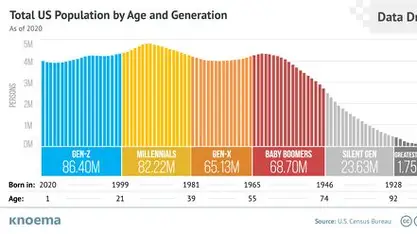 Total US Population by Age and Generation
Data Dr
As of 2020
PERSONS
5M
4M
3M
2M
1M
0M
GEN-Z
86.40M
MILLENNIALS
82.22M
GEN-X
65.13M
BABY BOOMERS
68.70M
SILENT GEN
23.63M
GREATEST
1.75
Born in: 2020 1999 1981 1965 1946 1928
Age: 1 21 39 55 74 92
KNOEMA
Source: U.S. Census Bureau
cc